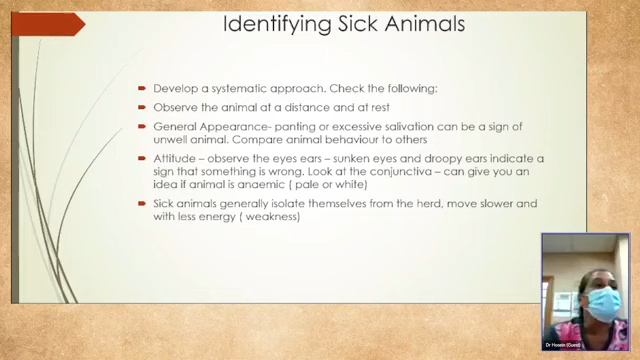 Identifying Sick Animals
Develop a systematic approach. Check the following:
Observe the animal at a distance and at rest
General Appearance- panting or excessive salivation can be a sign of
unwell animal. Compare animal behaviour to others
Attitude – observe the eyes ears – sunken eyes and droopy ears indicate a
sign that something is wrong. Look at the conjunctiva – can give you an
idea if animal is anaemic ( pale or white)
Sick animals generally isolate themselves from the herd, move slower and
with less energy ( weakness)
Dr Hosein (Guest)